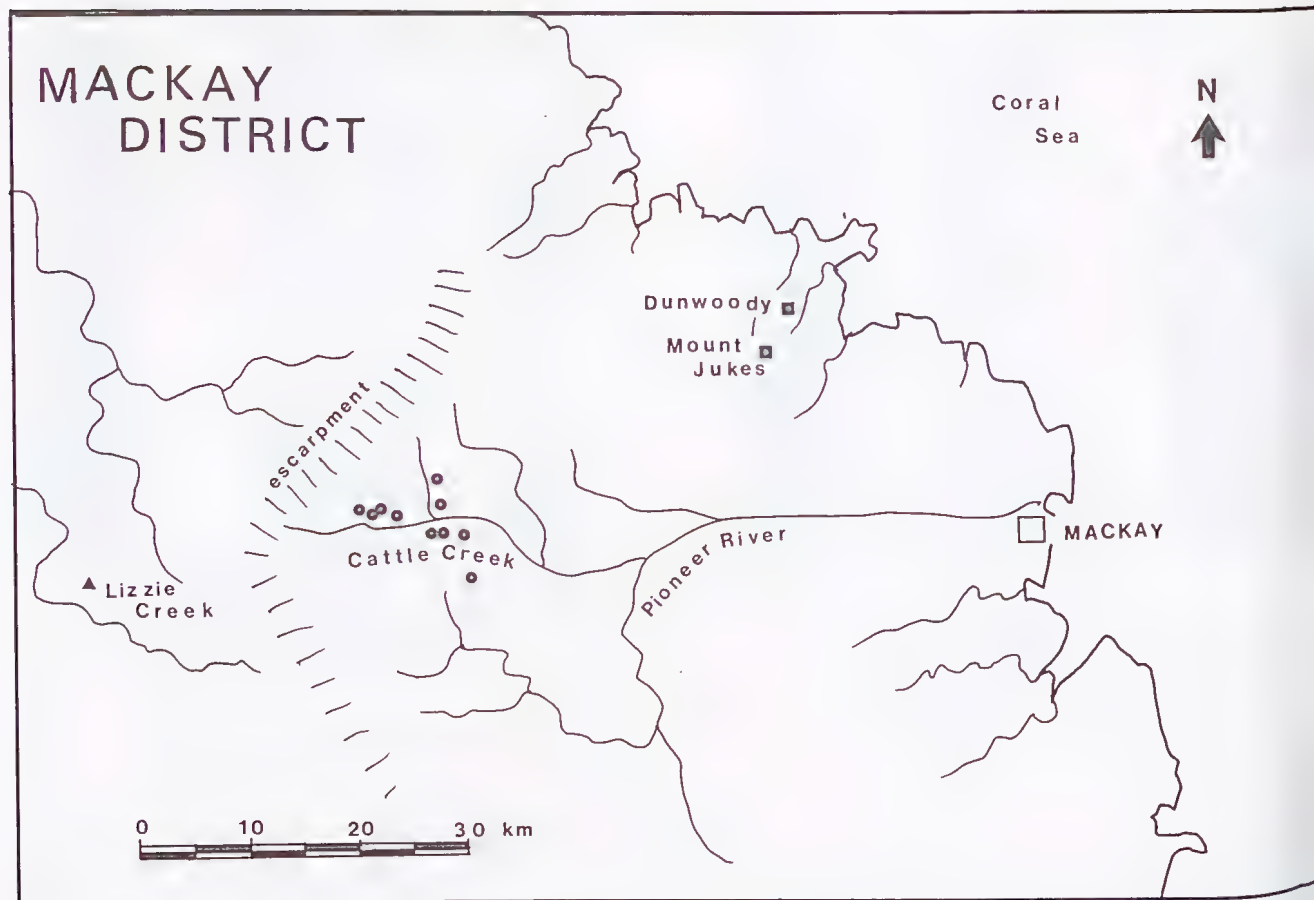 MACKAY
DISTRICT
Coral
Sea
N
Dunwoody
Mount
Jukes
escarpment
Cattle Creek
Pioneer River
MACKAY
Lizzie
Creek
0 10 20 30 km